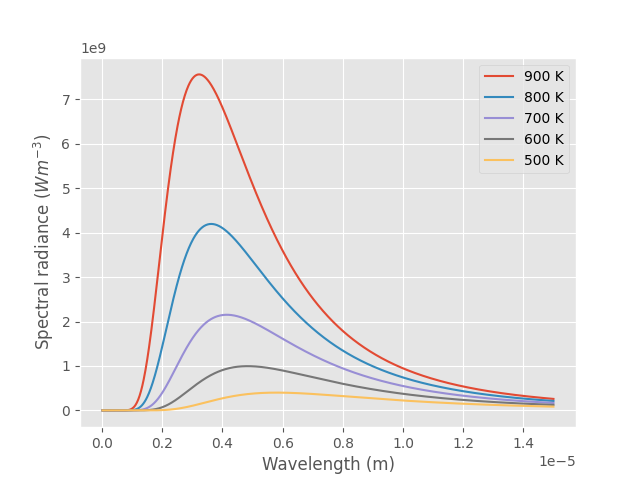 1e9
7
6
5
4
3
2
1
0
Spectral radiance ($Wm^{-3}$)
900 K
800 K
700 K
600 K
500 K
0.0 0.2 0.4 0.6 0.8 1.0 1.2 1.4
1e−5
Wavelength (m)